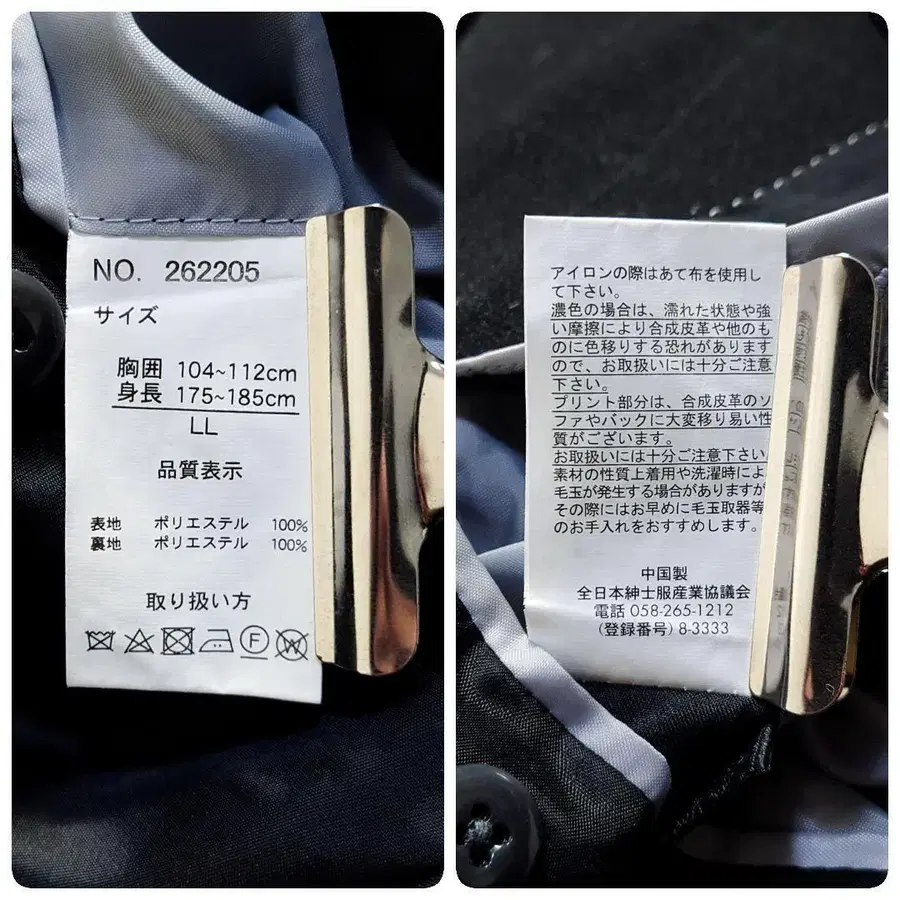 NO. 262205
サイズ
胸囲 104~112cm
身長 175~185cm
LL
品質表示
表地 ポリエステル 100%
裏地 ポリエステル 100%
取り扱い方
F W
アイロンの際はあて布を使用し
て下さい。
濃色の場合は、濡れた状態や強
い摩擦により合成皮革や他のも
のに色移りする恐れがあります
ので、お取扱いには十分ご注意
下さい。
プリント部分は、合成皮革のソ
ファやバックに大変移り易い性
質がございます。
お取扱いには十分ご注意下さい
素材の性質上着用や洗濯時によ
毛玉が発生する場合がありますが
その際にはお早めに毛玉取器等
のお手入れをおすすめします。
中国製
全日本紳士服産業協議会
電話 058-265-1212
(登録番号) 8-3333